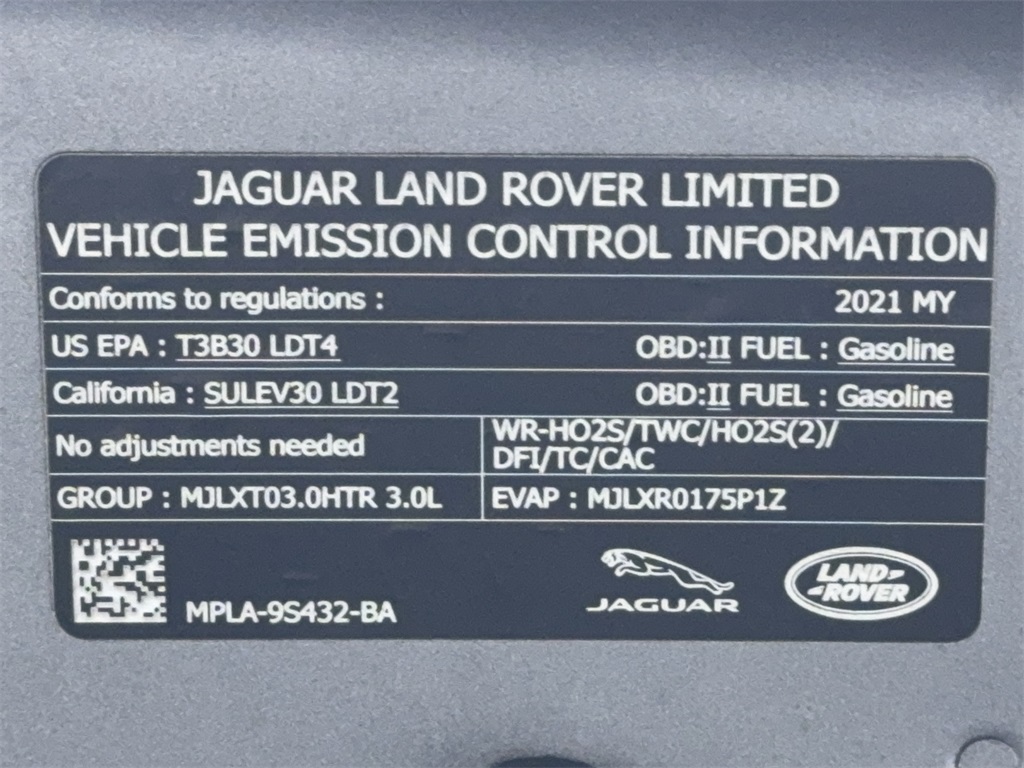 JAGUAR LAND ROVER LIMITED
VEHICLE EMISSION CONTROL INFORMATION
Conforms to regulations : 2021 MY
US EPA : T3B30 LDT4 OBD:II FUEL : Gasoline
California : SULEV30 LDT2 OBD:II FUEL : Gasoline
No adjustments needed
WR-HO2S/TWC/HO2S(2)/
DFI/TC/CAC
GROUP : MJLXT03.0HTR 3.0L EVAP : MJLXR0175P1Z
MPLA-9S432-BA
JAGUAR
LAND-
-ROVER